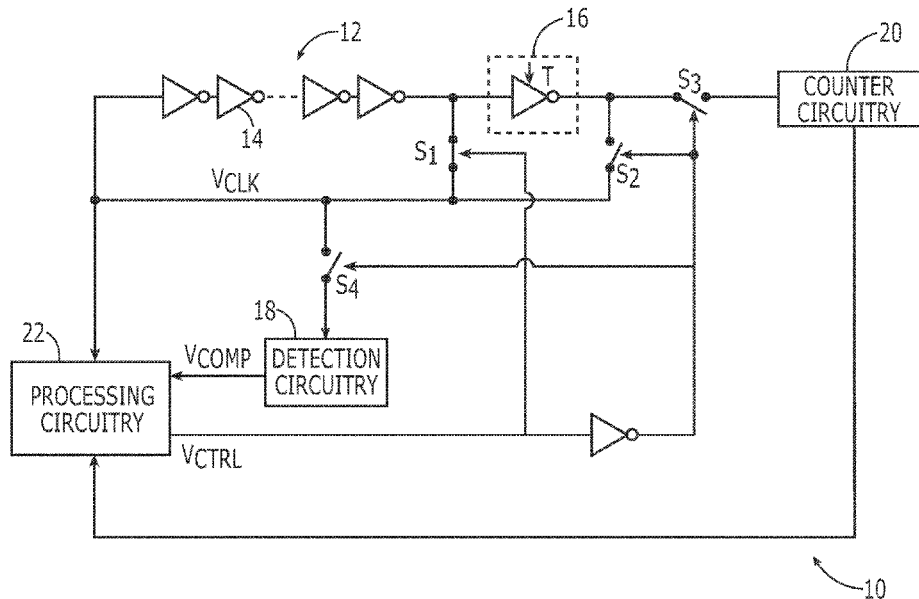 12
16
20
T
S3
COUNTER
CIRCUITRY
14
S1
S2
VCLK
S4
18
22
VCOMP
DETECTION
CIRCUITRY
PROCESSING
CIRCUITRY
VCTRL
10